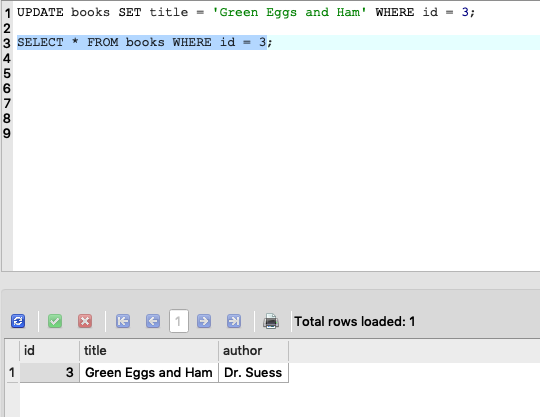 1 UPDATE books SET title = 'Green Eggs and Ham' WHERE id = 3;
2
3 SELECT * FROM books WHERE id = 3;
4
5
6
7
8
9
1 Total rows loaded: 1
id title author
1 3 Green Eggs and Ham Dr. Suess